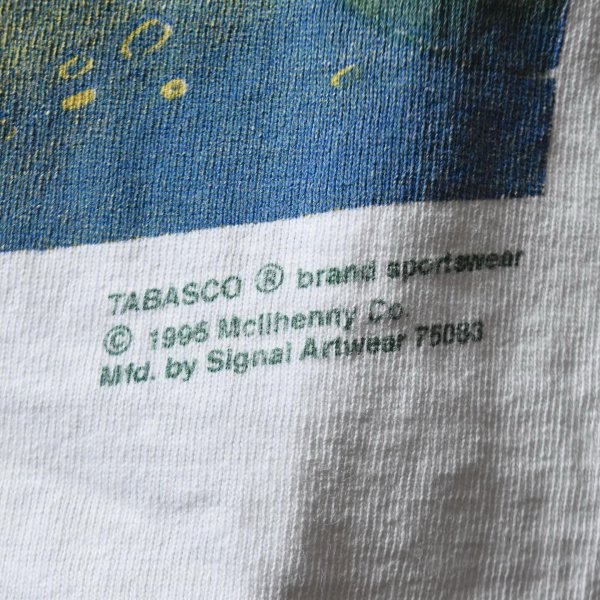 TABASCO ® brand sportswear
© 1995 McIlhenny Co.
Mfd. by Signal Artwear 75083